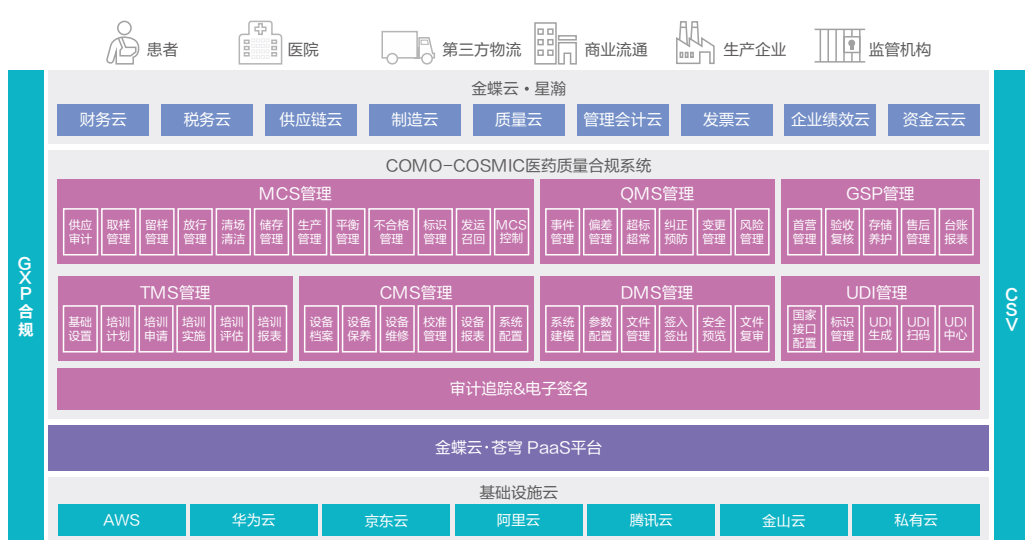 患者
医院
第三方物流
商业流通
生产企业
监管机构
GXP合规
金蝶云·星瀚
财务云
税务云
供应链云
制造云
质量云
管理会计云
发票云
企业绩效云
资金云云
COMO-COSMIC医药质量合规系统
MCS管理
供应
审计
取样
管理
留样
管理
放行
管理
清场
清洁
储存
管理
生产
管理
平衡
管理
不合格
管理
标识
管理
发运
召回
MCS
控制
QMS管理
事件
管理
偏差
管理
超标
超常
纠正
预防
变更
管理
风险
管理
GSP管理
首营
管理
验收
复核
存储
养护
售后
管理
台账
报表
TMS管理
基础
设置
培训
计划
培训
申请
培训
实施
培训
评估
培训
报表
CMS管理
设备
档案
设备
保养
设备
维修
校准
管理
设备
报表
系统
配置
DMS管理
系统
建模
参数
配置
文件
管理
签入
签出
安全
预览
文件
复审
UDI管理
国家
接口
配置
标识
管理
UDI
生成
UDI
扫码
UDI
中心
审计追踪&电子签名
金蝶云·苍穹 PaaS平台
基础设施云
AWS
华为云
京东云
阿里云
腾讯云
金山云
私有云
CSV